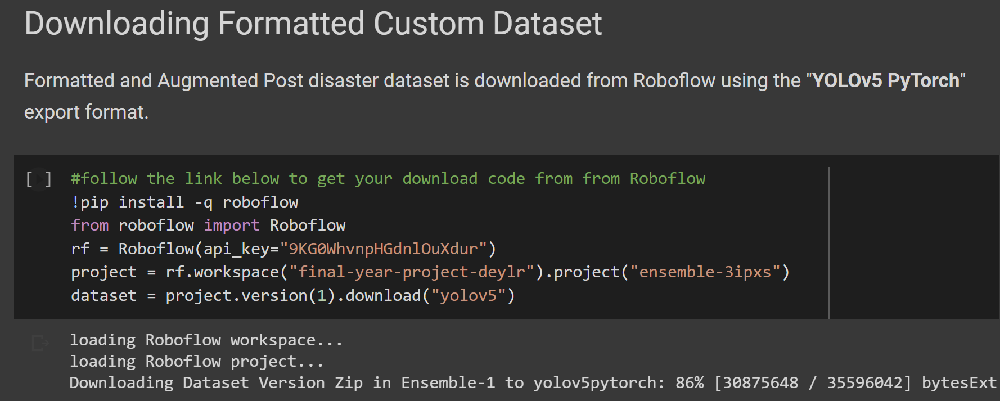 Downloading Formatted Custom Dataset
Formatted and Augmented Post disaster dataset is downloaded from Roboflow using the "YOLOv5 PyTorch"
export format.
[ ] #follow the link below to get your download code from from Roboflow
!pip install -q roboflow
from roboflow import Roboflow
rf = Roboflow(api_key="9KG0WhvnpHGdnlOuXdur")
project = rf.workspace("final-year-project-deylr").project("ensemble-3ipxs")
dataset = project.version(1).download("yolov5")
loading Roboflow workspace...
loading Roboflow project...
Downloading Dataset Version Zip in Ensemble-1 to yolov5pytorch: 86% [30875648 / 35596042] bytesExt